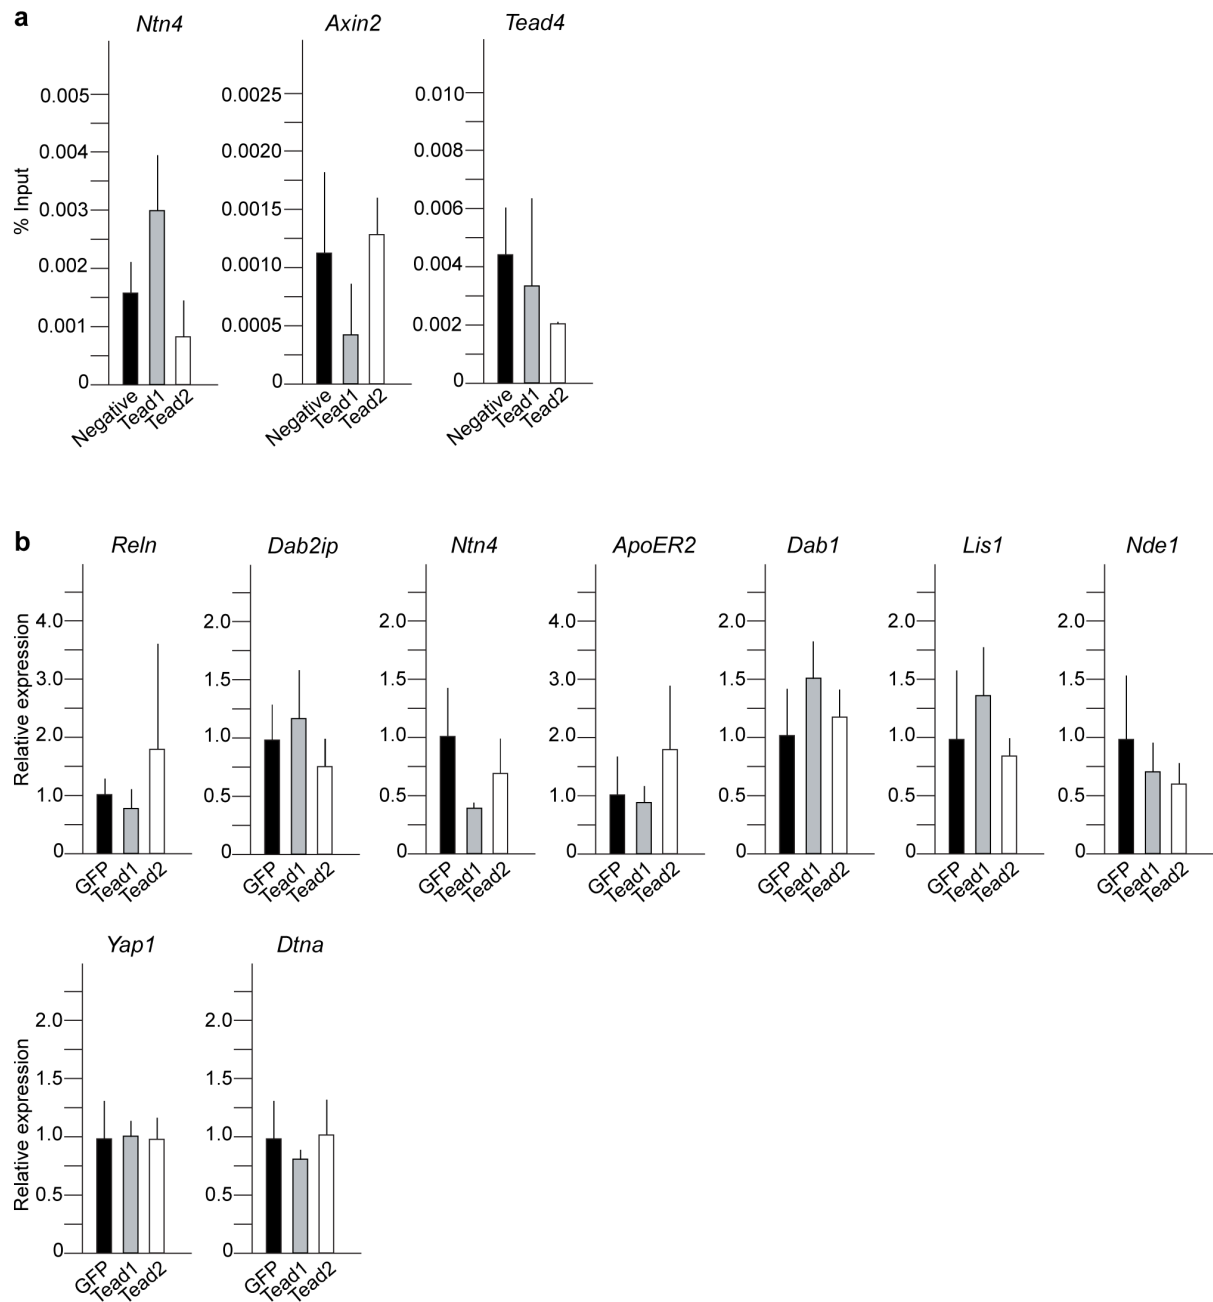 a
Ntn4 Axin2 Tead4
% Input
0.005 0.0025 0.010
0.004 0.0020 0.008
0.003 0.0015 0.006
0.002 0.0010 0.004
0.001 0.0005 0.002
0 0 0
Negative Tead1 Tead2 Negative Tead1 Tead2 Negative Tead1 Tead2
b
Reln Dab2ip Ntn4 ApoER2 Dab1 Lis1 Nde1
Relative expression
4.0 2.0 2.0 4.0 2.0 2.0 2.0
3.0 1.5 1.5 3.0 1.5 1.5 1.5
2.0 1.0 1.0 2.0 1.0 1.0 1.0
1.0 0.5 0.5 1.0 0.5 0.5 0.5
0 0 0 0 0 0 0
GFP Tead1 Tead2 GFP Tead1 Tead2 GFP Tead1 Tead2 GFP Tead1 Tead2 GFP Tead1 Tead2 GFP Tead1 Tead2 GFP Tead1 Tead2
Yap1 Dtna
Relative expression
2.0 2.0
1.5 1.5
1.0 1.0
0.5 0.5
0 0
GFP Tead1 Tead2 GFP Tead1 Tead2